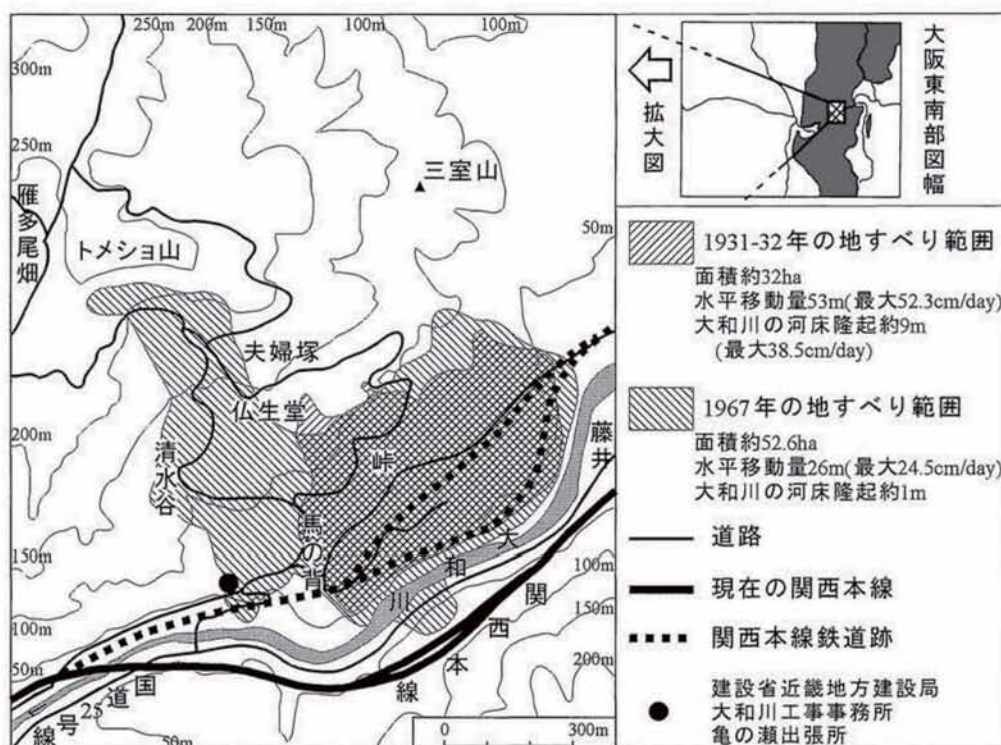 250m 200m 150m 100m 100m
300m
250m
三室山
50m
雁多尾畑
トメショ山
夫婦塚
仏生堂
200m
清水谷
峠
藤井
馬の背
150m
大和川
100m
100m
150m
関西本線
200m
50m
国道25号線
50m
0 300m
大阪東南部図幅
拡大図
1931-32年の地すべり範囲
面積約32ha
水平移動量53m(最大52.3cm/day)
大和川の河床隆起約9m
(最大38.5cm/day)
1967年の地すべり範囲
面積約52.6ha
水平移動量26m(最大24.5cm/day)
大和川の河床隆起約1m
道路
現在の関西本線
関西本線鉄道跡
建設省近畿地方建設局
大和川工事事務所
亀の瀬出張所